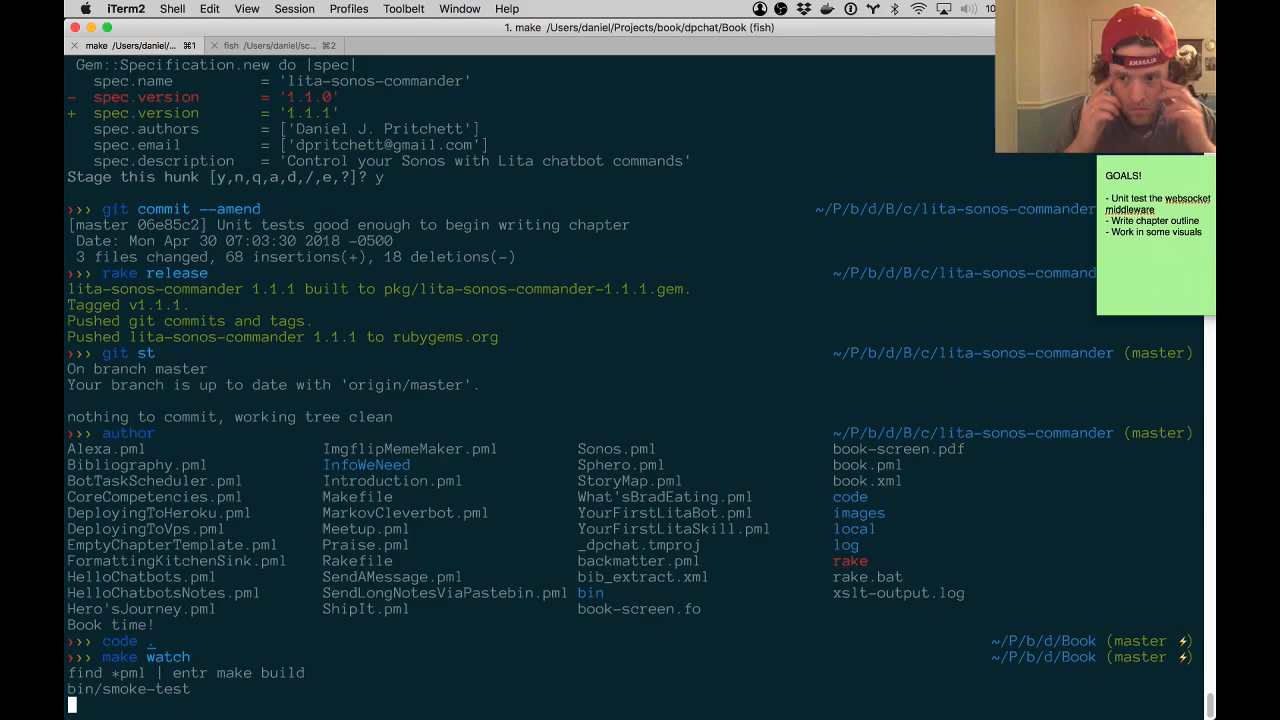 iTerm2 Shell Edit View Session Profiles Toolbelt Window Help 10
1. make /Users/daniel/Projects/book/dpchat/Book (fish)
make /Users/daniel/... ⌘1 fish /Users/daniel/sc... ⌘2
Gem::Specification.new do |spec|
spec.name = 'lita-sonos-commander'
- spec.version = '1.1.0'
+ spec.version = '1.1.1'
spec.authors = ['Daniel J. Pritchett']
spec.email = ['dpritchett@gmail.com']
spec.description = 'Control your Sonos with Lita chatbot commands'
Stage this hunk [y,n,q,a,d,/,e,?]? y
❯❯❯ git commit --amend ~/P/b/d/B/c/lita-sonos-commander
[master 06e85c2] Unit tests good enough to begin writing chapter
Date: Mon Apr 30 07:03:30 2018 -0500
3 files changed, 68 insertions(+), 18 deletions(-)
❯❯❯ rake release ~/P/b/d/B/c/lita-sonos-commander
lita-sonos-commander 1.1.1 built to pkg/lita-sonos-commander-1.1.1.gem.
Tagged v1.1.1.
Pushed git commits and tags.
Pushed lita-sonos-commander 1.1.1 to rubygems.org
❯❯❯ git st ~/P/b/d/B/c/lita-sonos-commander (master)
On branch master
Your branch is up to date with 'origin/master'.
nothing to commit, working tree clean
❯❯❯ author ~/P/b/d/B/c/lita-sonos-commander (master)
Alexa.pml ImgflipMemeMaker.pml Sonos.pml book-screen.pdf
Bibliography.pml InfoWeNeed Sphero.pml book.pml
BotTaskScheduler.pml Introduction.pml StoryMap.pml book.xml
CoreCompetencies.pml Makefile What'sBradEating.pml code
DeployingToHeroku.pml MarkovCleverbot.pml YourFirstLitaBot.pml images
DeployingToVps.pml Meetup.pml YourFirstLitaSkill.pml local
EmptyChapterTemplate.pml Praise.pml _dpchat.tmproj log
FormattingKitchenSink.pml Rakefile backmatter.pml rake
HelloChatbots.pml SendAMessage.pml bib_extract.xml rake.bat
HelloChatbotsNotes.pml SendLongNotesViaPastebin.pml bin xslt-output.log
Hero'sJourney.pml ShipIt.pml book-screen.fo
Book time!
❯❯❯ code . ~/P/b/d/Book (master ⚡)
❯❯❯ make watch ~/P/b/d/Book (master ⚡)
find *pml | entr make build
bin/smoke-test
GOALS!
- Unit test the websocket
middleware
- Write chapter outline
- Work in some visuals